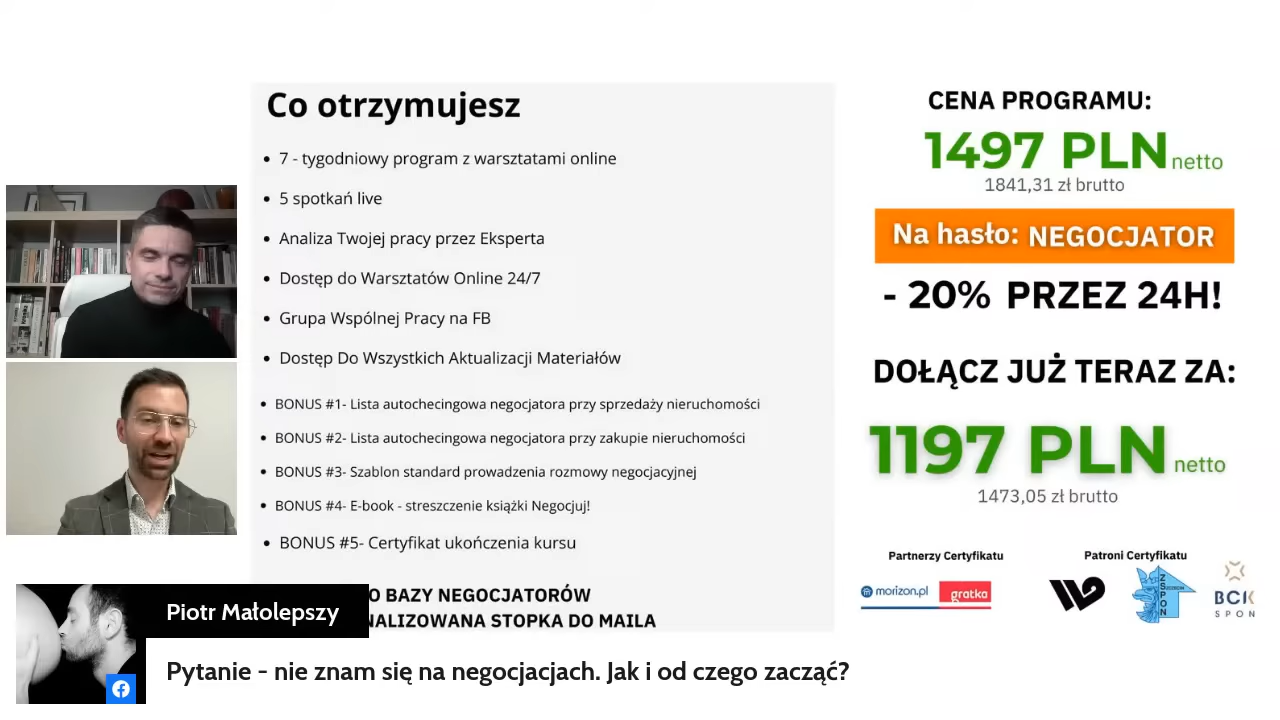 Co otrzymujesz
7 - tygodniowy program z warsztatami online
5 spotkań live
Analiza Twojej pracy przez Eksperta
Dostęp do Warsztatów Online 24/7
Grupa Wspólnej Pracy na FB
Dostęp Do Wszystkich Aktualizacji Materiałów
BONUS #1- Lista autochecingowa negocjatora przy sprzedaży nieruchomości
BONUS #2- Lista autochecingowa negocjatora przy zakupie nieruchomości
BONUS #3- Szablon standard prowadzenia rozmowy negocjacyjnej
BONUS #4- E-book - streszczenie książki Negocjuj!
BONUS #5- Certyfikat ukończenia kursu
O BAZY NEGOCJATORÓW
NALIZOWANA STOPKA DO MAILA
CENA PROGRAMU:
1497 PLN netto
1841,31 zł brutto
Na hasło: NEGOCJATOR
- 20% PRZEZ 24H!
DOŁĄCZ JUŻ TERAZ ZA:
1197 PLN netto
1473,05 zł brutto
Partnerzy Certyfikatu
morizon.pl gratka
Patroni Certyfikatu
ZSPON
BCK
SPON
Piotr Małolepszy
Pytanie - nie znam się na negocjacjach. Jak i od czego zacząć?